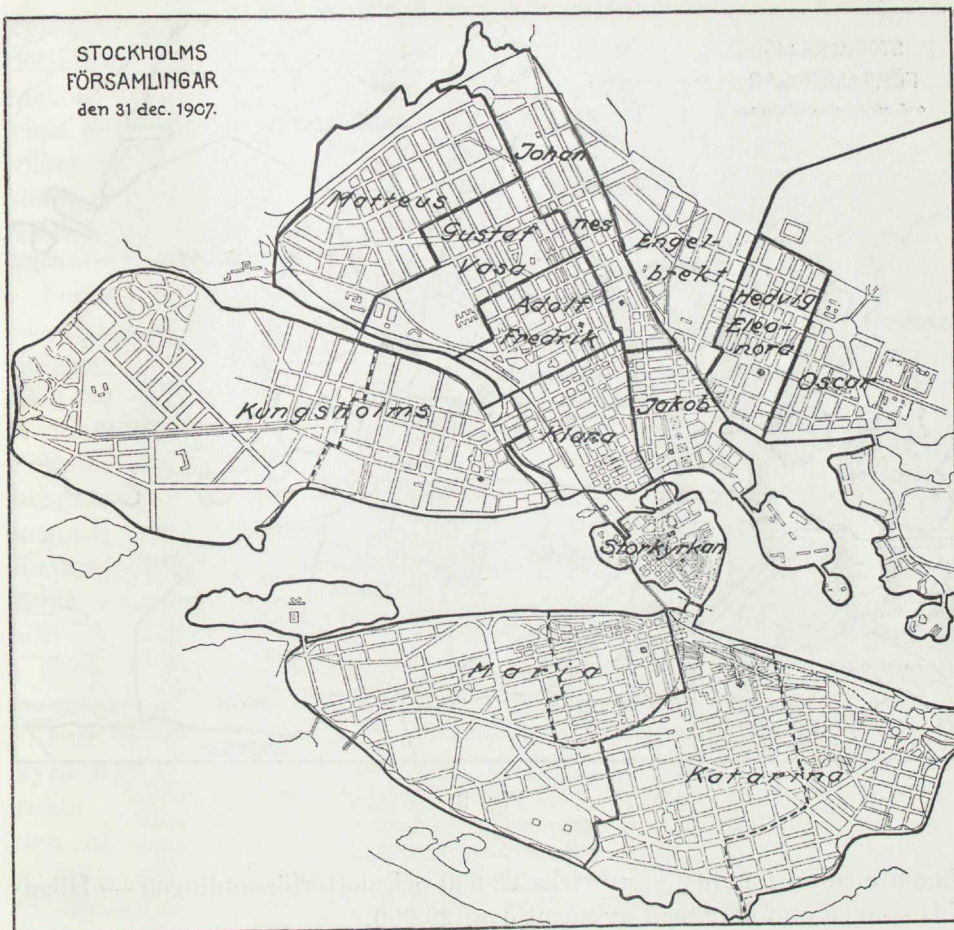 STOCKHOLMS
FÖRSAMLINGAR
den 31 dec. 1907.
Johan
nes
Matteus
Gustaf
Vasa
Engel-
brekt
Adolf
Fredrik
Hedvig
Eleo-
nora
Oscar
Kungsholms
Jakob
Klara
Storkyrkan
Maria
Katarina